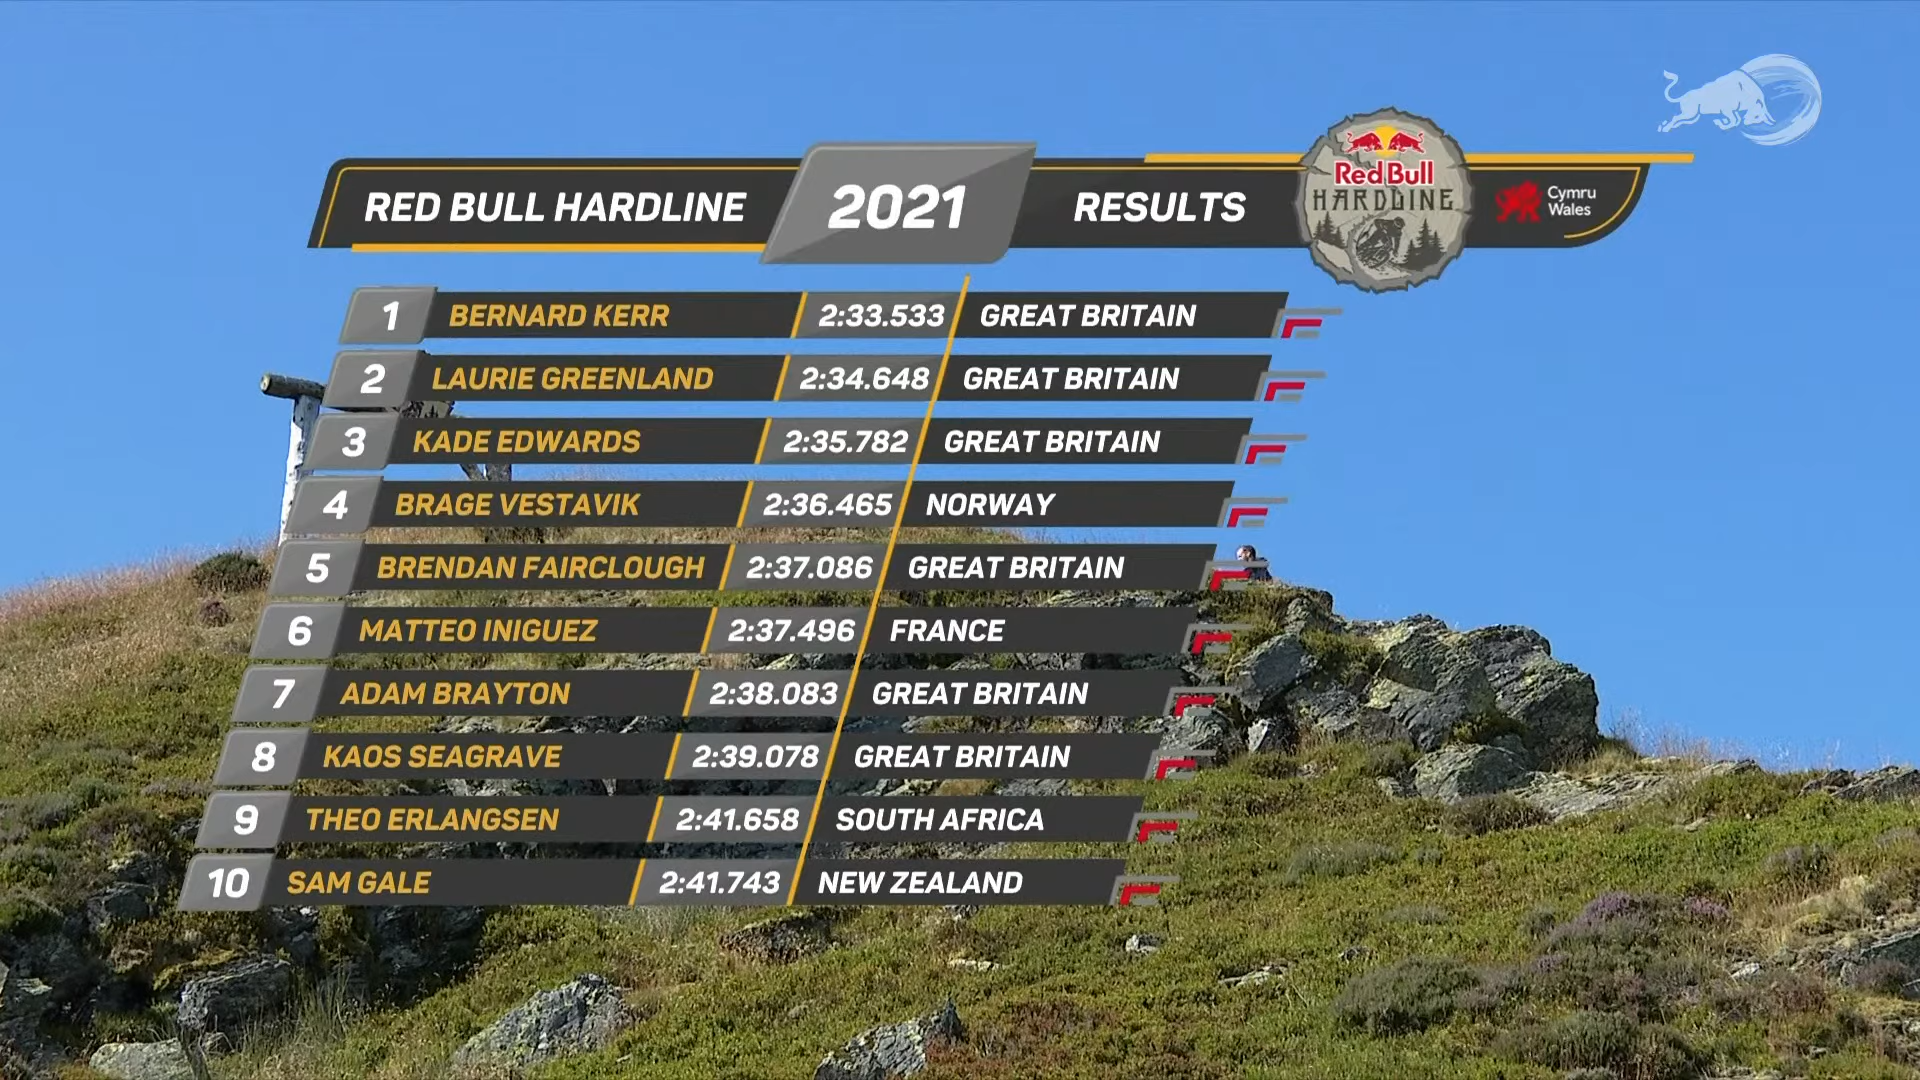 RED BULL HARDLINE 2021 RESULTS
Red Bull
HARDLINE
Cymru
Wales
1 BERNARD KERR 2:33.533 GREAT BRITAIN
2 LAURIE GREENLAND 2:34.648 GREAT BRITAIN
3 KADE EDWARDS 2:35.782 GREAT BRITAIN
4 BRAGE VESTAVIK 2:36.465 NORWAY
5 BRENDAN FAIRCLOUGH 2:37.086 GREAT BRITAIN
6 MATTEO INIGUEZ 2:37.496 FRANCE
7 ADAM BRAYTON 2:38.083 GREAT BRITAIN
8 KAOS SEAGRAVE 2:39.078 GREAT BRITAIN
9 THEO ERLANGSEN 2:41.658 SOUTH AFRICA
10 SAM GALE 2:41.743 NEW ZEALAND